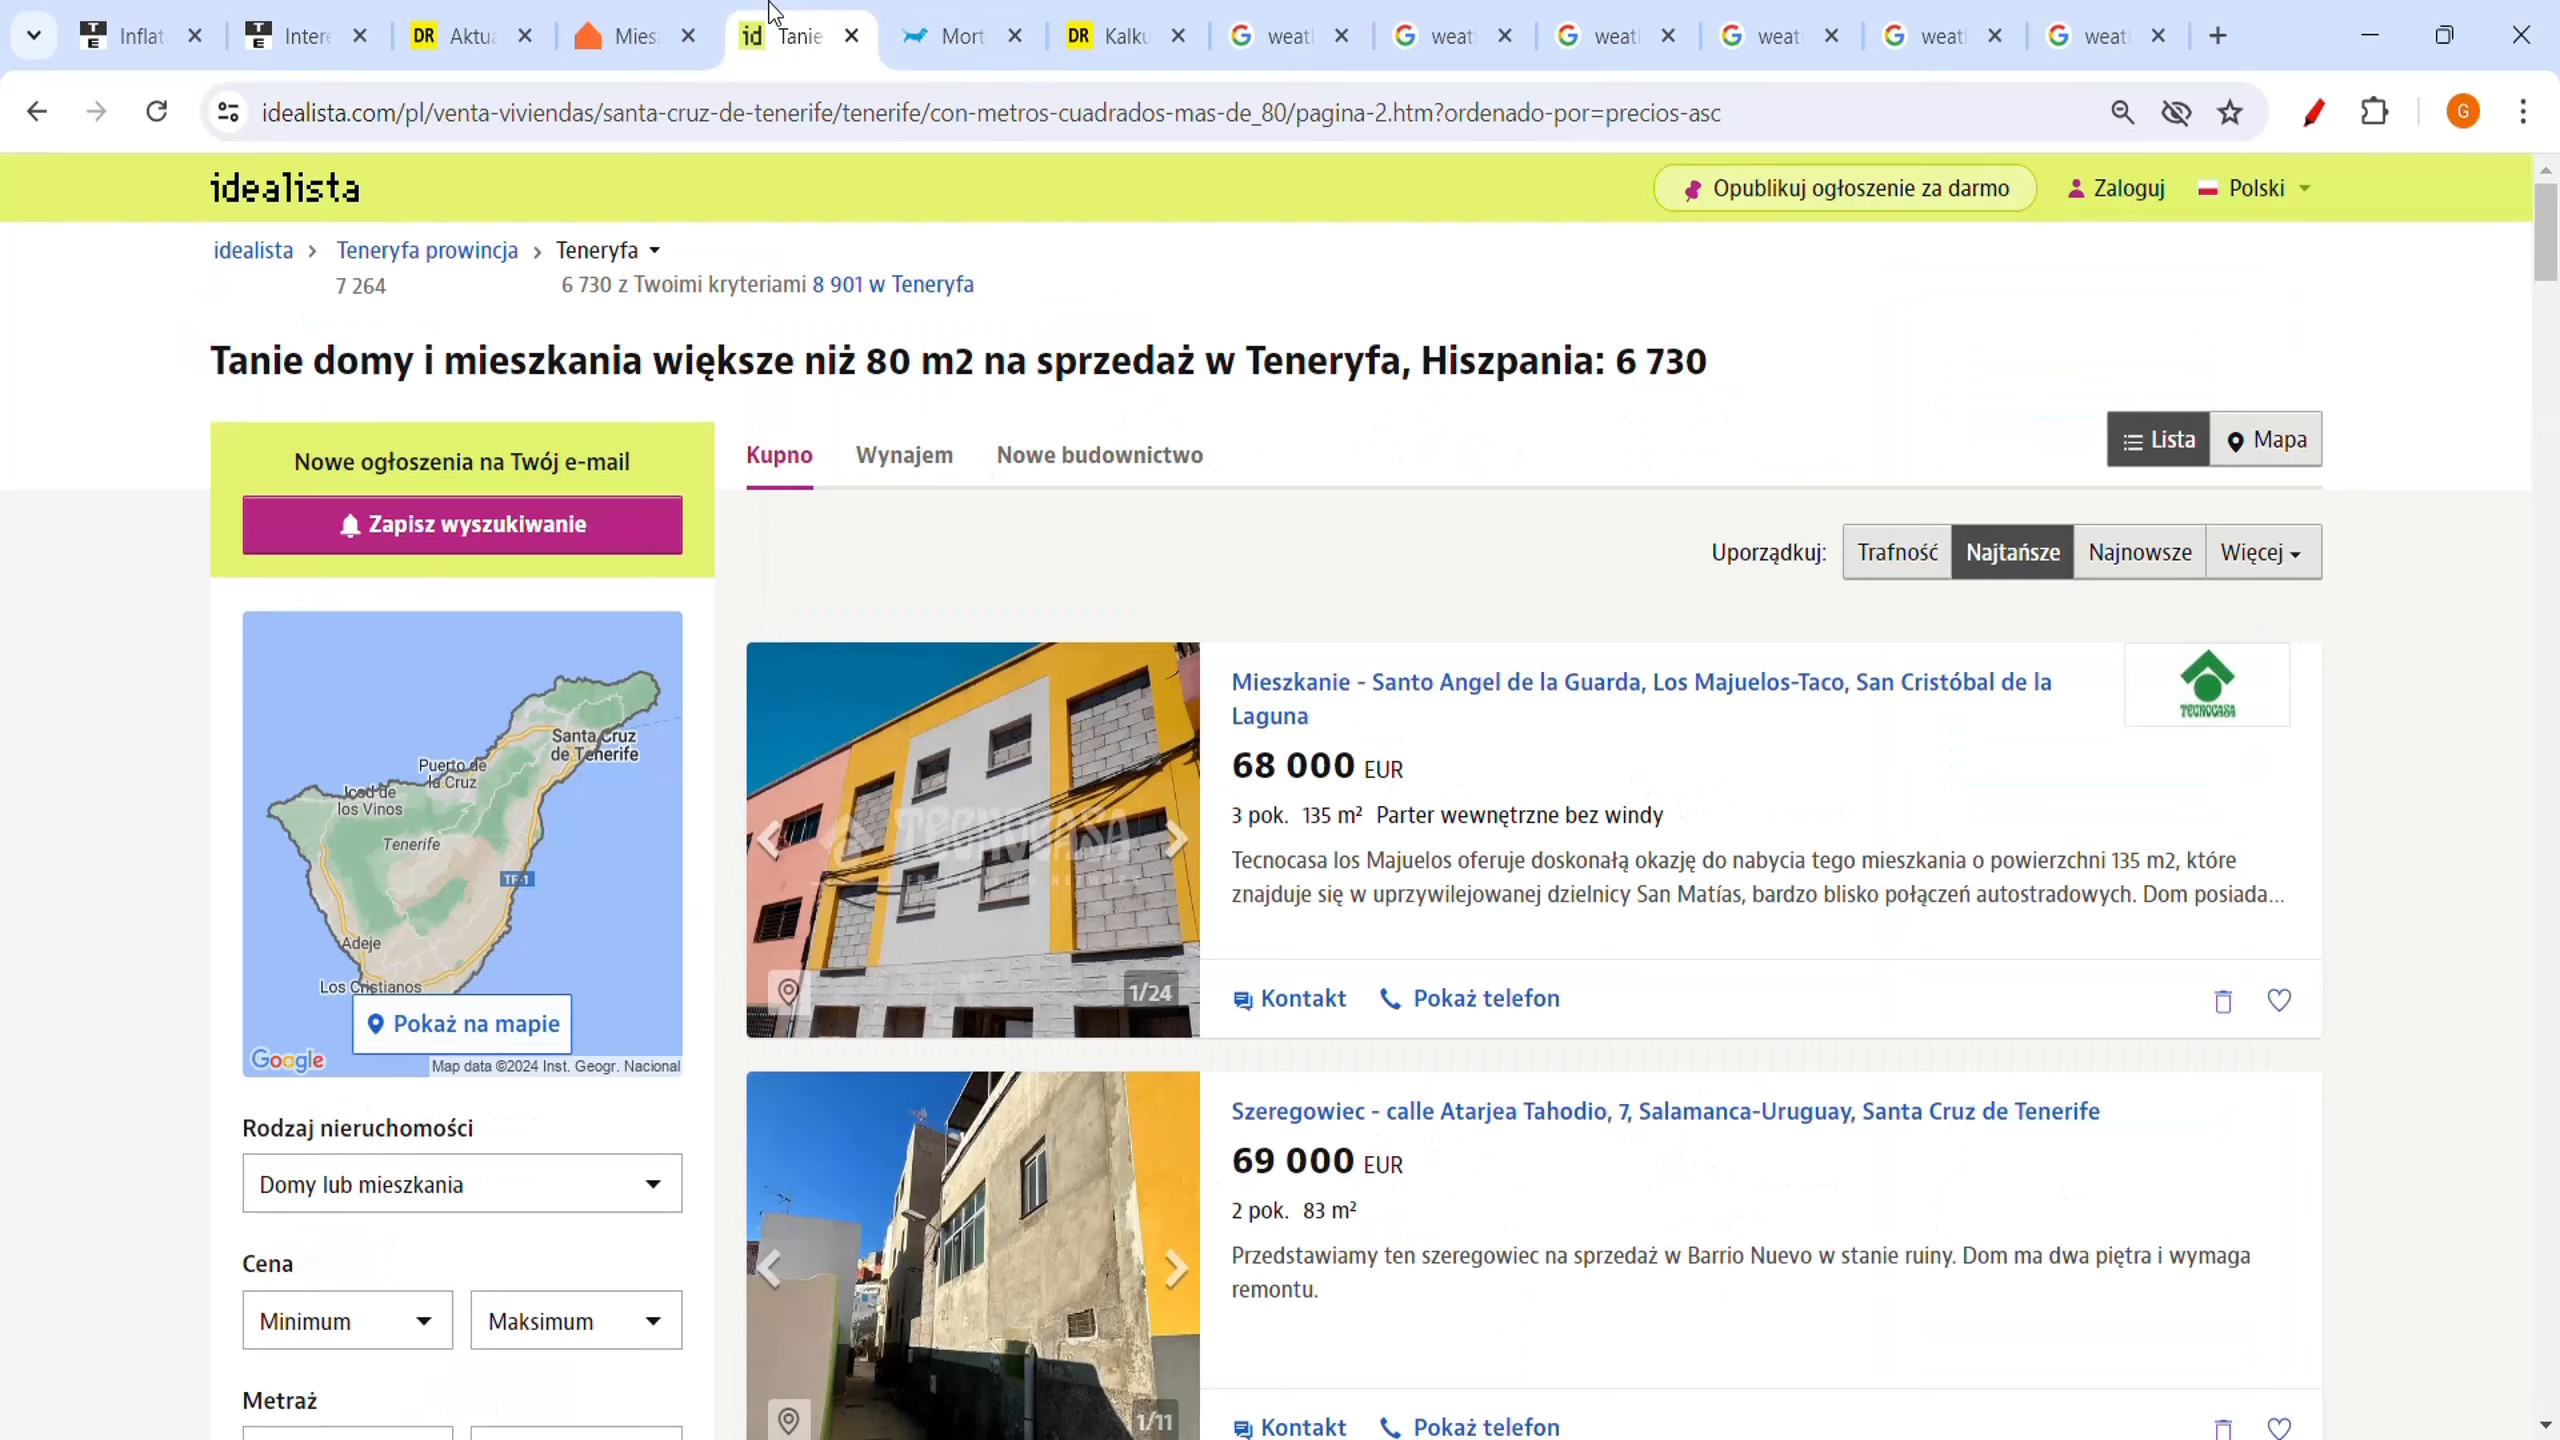 Inflat
Inter
DR Aktua
Mies
id Tanie
Mort
DR Kalku
weat
weat
weat
weat
weat
weat
idealista.com/pl/venta-viviendas/santa-cruz-de-tenerife/tenerife/con-metros-cuadrados-mas-de_80/pagina-2.htm?ordenado-por=precios-asc
G
idealista
Opublikuj ogłoszenie za darmo
Zaloguj
Polski
idealista › Teneryfa prowincja › Teneryfa
7 264
6 730 z Twoimi kryteriami 8 901 w Teneryfa
Tanie domy i mieszkania większe niż 80 m2 na sprzedaż w Teneryfa, Hiszpania: 6 730
Nowe ogłoszenia na Twój e-mail
Zapisz wyszukiwanie
Kupno Wynajem Nowe budownictwo
Lista Mapa
Uporządkuj: Trafność Najtańsze Najnowsze Więcej
Santa Cruz
de Tenerife
Puerto de
la Cruz
Icod de
los Vinos
Tenerife
TF-1
Adeje
Los Cristianos
Pokaż na mapie
Google
Map data ©2024 Inst. Geogr. Nacional
Rodzaj nieruchomości
Domy lub mieszkania
Cena
Minimum
Maksimum
Metraż
TECNOCASA
1/24
Mieszkanie - Santo Angel de la Guarda, Los Majuelos-Taco, San Cristóbal de la
Laguna
TECNOCASA
68 000 EUR
3 pok. 135 m² Parter wewnętrzne bez windy
Tecnocasa los Majuelos oferuje doskonałą okazję do nabycia tego mieszkania o powierzchni 135 m2, które
znajduje się w uprzywilejowanej dzielnicy San Matías, bardzo blisko połączeń autostradowych. Dom posiada...
Kontakt Pokaż telefon
1/11
Szeregowiec - calle Atarjea Tahodio, 7, Salamanca-Uruguay, Santa Cruz de Tenerife
69 000 EUR
2 pok. 83 m²
Przedstawiamy ten szeregowiec na sprzedaż w Barrio Nuevo w stanie ruiny. Dom ma dwa piętra i wymaga
remontu.
Kontakt Pokaż telefon